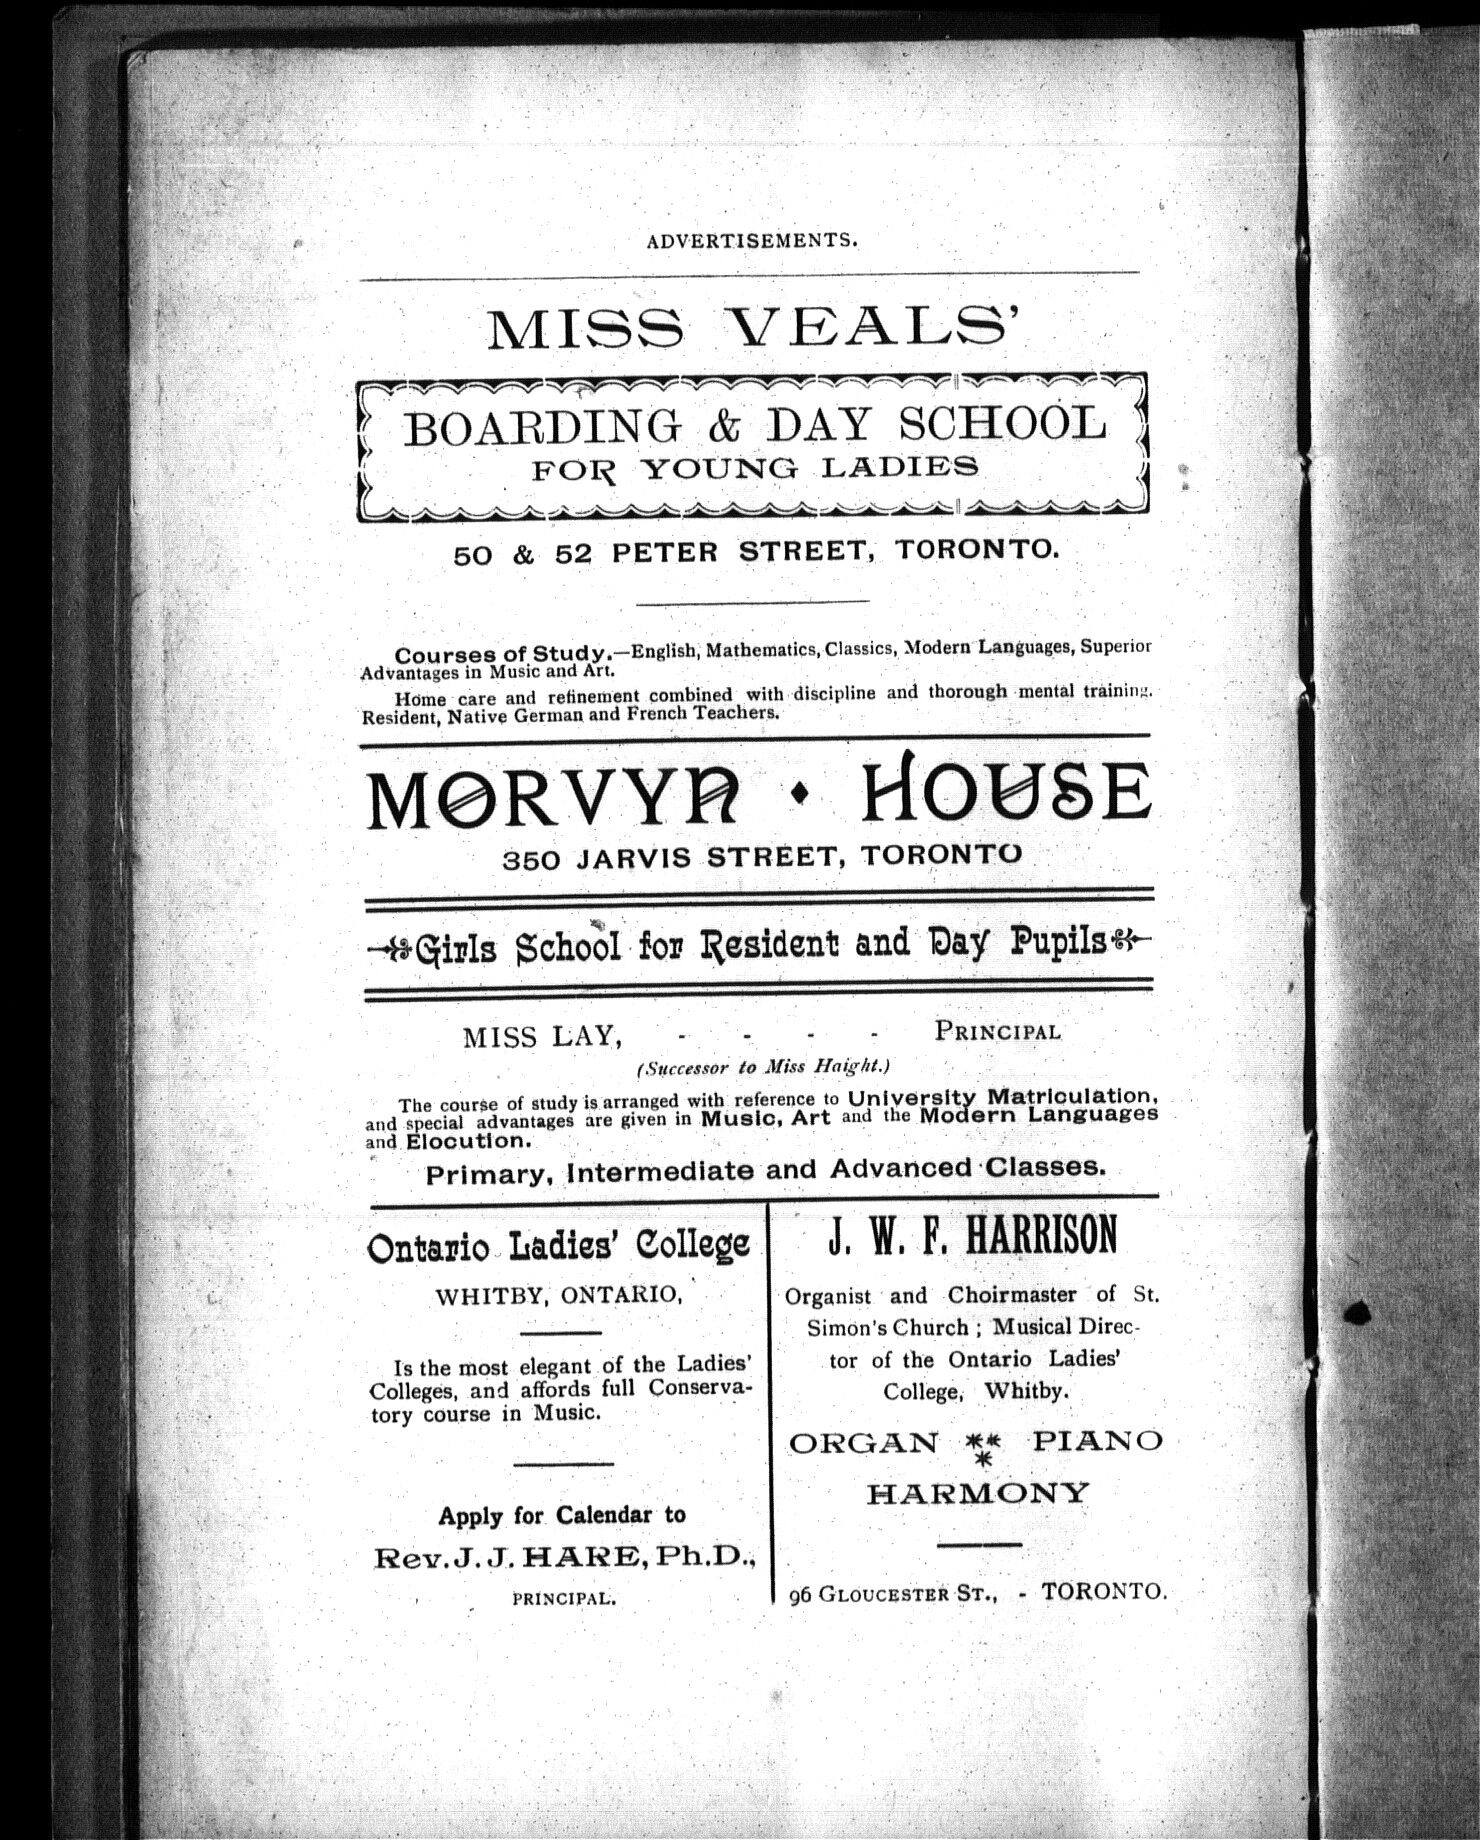 ADVERTISEMENTS.
MISS VEALS'
BOARDING & DAY SCHOOL
FOR YOUNG LADIES
50 & 52 PETER STREET, TORONTO.
Courses of Study.—English, Mathematics, Classics, Modern Languages, Superior
Advantages in Music and Art.
Home care and refinement combined with discipline and thorough mental training.
Resident, Native German and French Teachers.
MORVYN ♦ HOUSE
350 JARVIS STREET, TORONTO
Girls School for Resident and Day Pupils
MISS LAY, - - - - PRINCIPAL
(Successor to Miss Haight.)
The course of study is arranged with reference to University Matriculation,
and special advantages are given in Music, Art and the Modern Languages
and Elocution.
Primary, Intermediate and Advanced Classes.
Ontario Ladies' College
WHITBY, ONTARIO,
Is the most elegant of the Ladies'
Colleges, and affords full Conserva-
tory course in Music.
Apply for Calendar to
Rev. J. J. HARE, Ph.D.,
PRINCIPAL.
J. W. F. HARRISON
Organist and Choirmaster of St.
Simon's Church ; Musical Direc-
tor of the Ontario Ladies'
College, Whitby.
ORGAN *** PIANO
HARMONY
96 GLOUCESTER ST., - TORONTO.